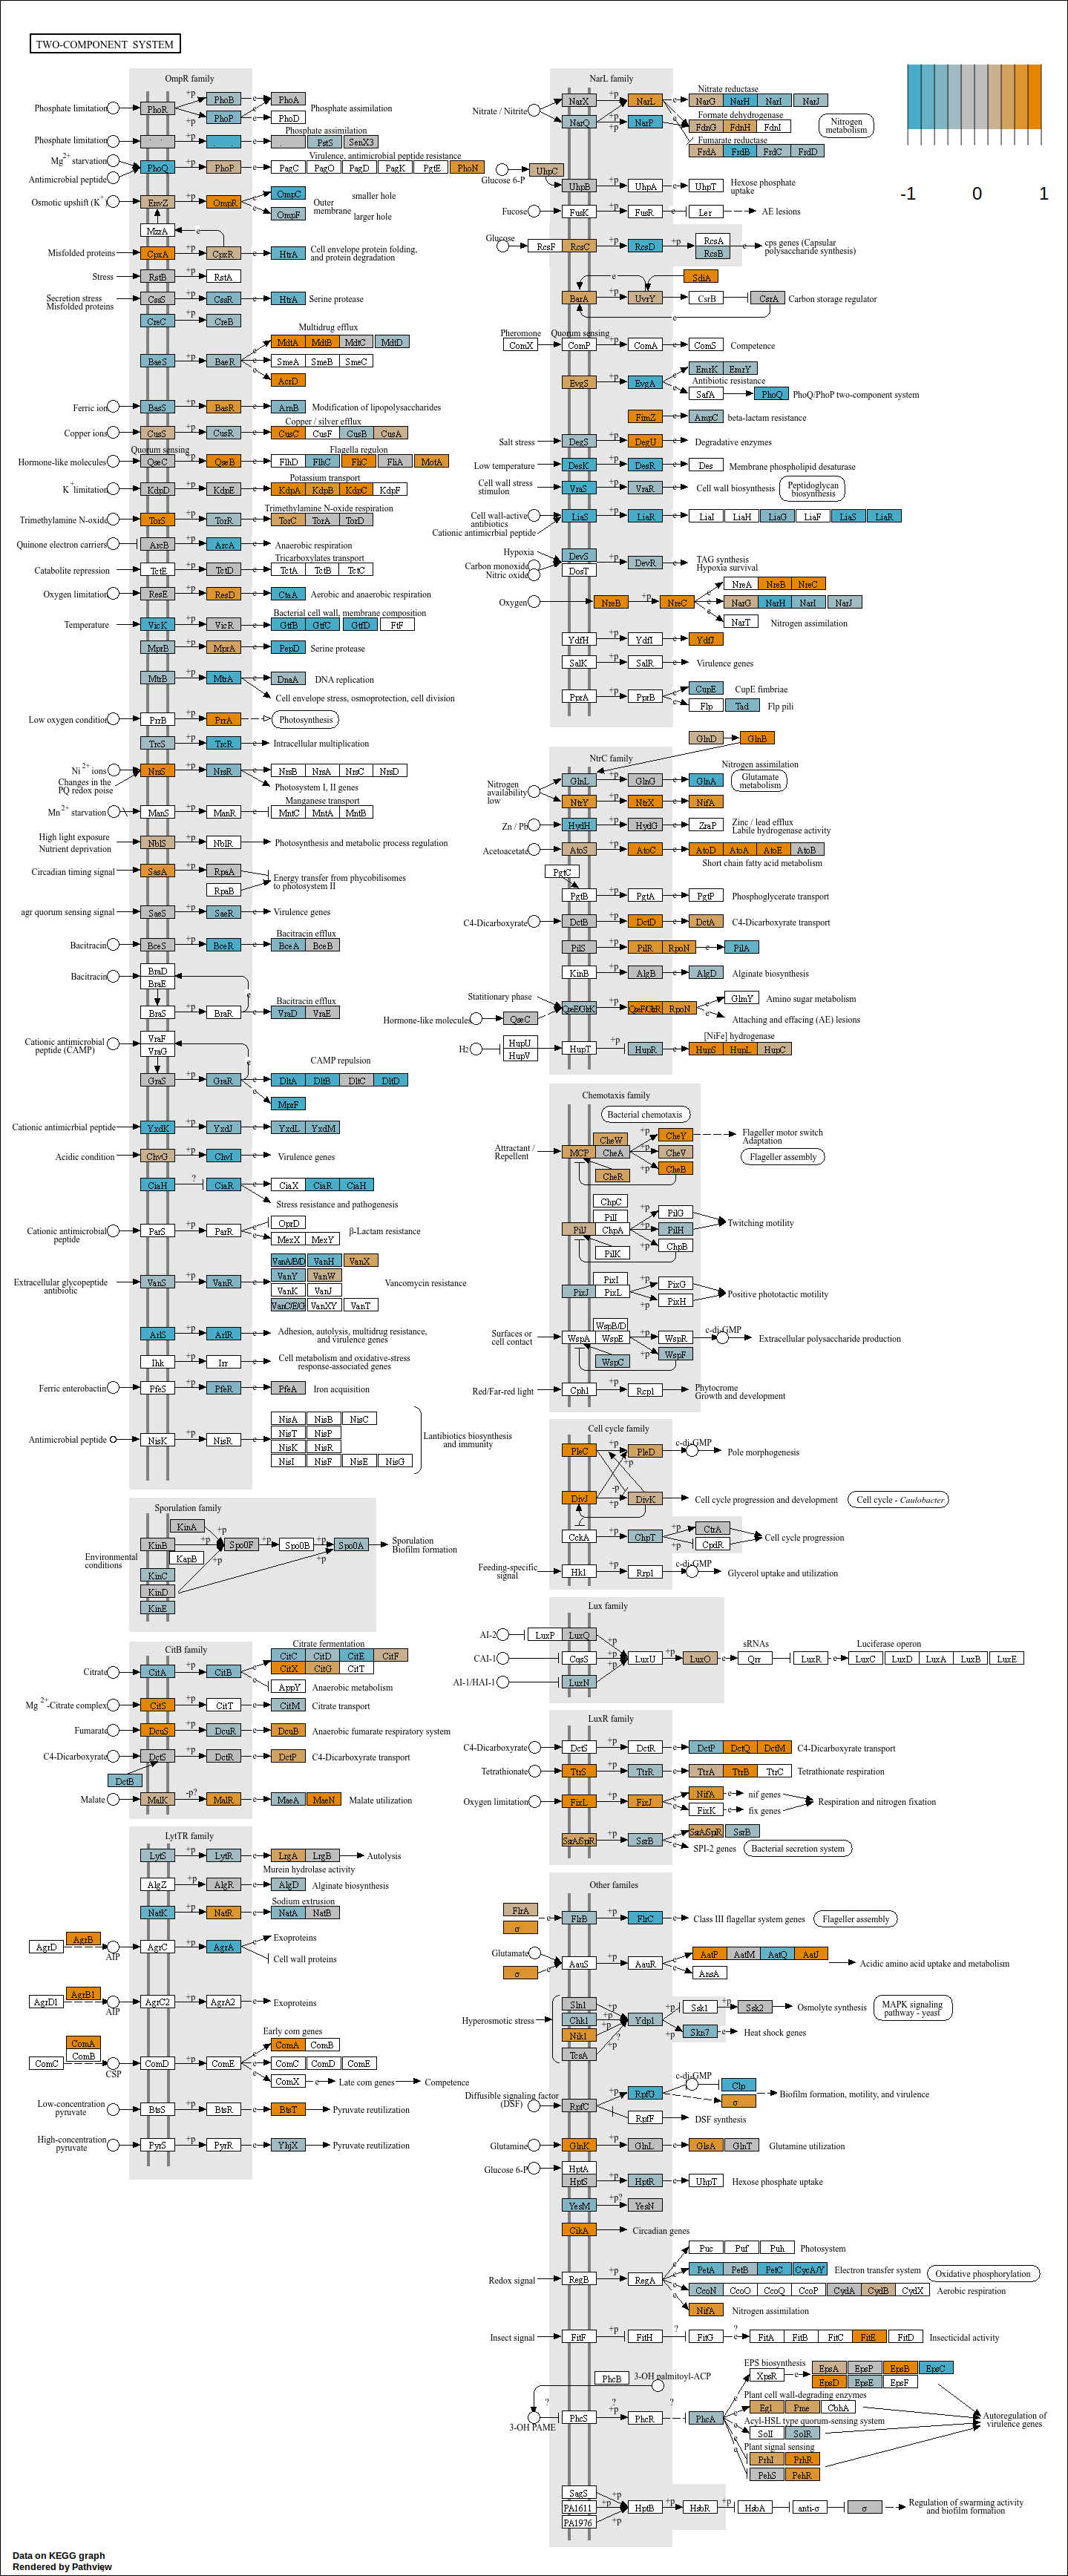 TWO-COMPONENT SYSTEM
-1 0 1
OmpR family
Phosphate limitation PhoR +p PhoB e PhoA Phosphate assimilation
+p PhoP e PhoD
Phosphate limitation +p e PstS SenX3
Phosphate assimilation
Mg2+ starvation
Antimicrobial peptide PhoQ +p PhoP e PagC PagO PagD PagK PgtE PhoN
Virulence, antimicrobial peptide resistance
Osmotic upshift (K+) EnvZ +p OmpR e OmpC smaller hole
e OmpF larger hole
Outer membrane
MzrA e
Misfolded proteins CpxA +p CpxR e HtrA Cell envelope protein folding, and protein degradation
Stress RstB +p RstA
Secretion stress
Misfolded proteins CssS +p CssR e HtrA Serine protease
CreC +p CreB
Multidrug efflux
MdtA MdtB MdtC MdtD
BaeS +p BaeR e SmeA SmeB SmeC
AcrD
Ferric ion BasS +p BasR e ArnB Modification of lipopolysaccharides
Copper / silver efflux
Copper ions CusS +p CusR e CusC CusF CusB CusA
Quorum sensing Flagella regulon
Hormone-like molecules QseC +p QseB e FlhD FlhC FliC FliA MotA
Potassium transport
K+ limitation KdpD +p KdpE e KdpA KdpB KdpC KdpF
Trimethylamine N-oxide respiration
Trimethylamine N-oxide TorS +p TorR e TorC TorA TorD
Quinone electron carriers ArcB +p ArcA e Anaerobic respiration
Tricarboxylates transport
Catabolite repression TctE +p TctD e TctA TctB TctC
Oxygen limitation ResE +p ResD e CtaA Aerobic and anaerobic respiration
Bacterial cell wall, membrane composition
Temperature VicK +p VicR e GtfB GtfC GtfD FtF
MprB +p MprA e PepD Serine protease
MtrB +p MtrA e DnaA DNA replication
Cell envelope stress, osmoprotection, cell division
Low oxygen condition PrrB +p PrrA Photosynthesis
TrcS +p TrcR e Intracellular multiplication
Ni2+ ions
Changes in the PQ redox poise NrsS +p NrsR e NrsB NrsA NrsC NrsD
Photosystem I, II genes
Manganese transport
Mn2+ starvation ManS +p ManR e MntC MntA MntB
High light exposure
Nutrient deprivation NblS +p NblR e Photosynthesis and metabolic process regulation
Circadian timing signal SasA +p RpaA
RpaB Energy transfer from phycobilisomes to photosystem II
agr quorum sensing signal SaeS +p SaeR e Virulence genes
Bacitracin efflux
Bacitracin BceS +p BceR e BceA BceB
Bacitracin BraD
BraE
Bacitracin efflux
BraS +p BraR e VraD VraE
Cationic antimicrobial peptide (CAMP) VraF
VraG
CAMP repulsion
GraS +p GraR e DltA DltB DltC DltD
e MprF
Cationic antimicrbial peptide YxdK +p YxdJ e YxdL YxdM
Acidic condition ChvG +p ChvI e Virulence genes
CiaH ? CiaR e CiaX CiaR CiaH
Stress resistance and pathogenesis
Cationic antimicrobial peptide ParS +p ParR e OprD
e MexX MexY β-Lactam resistance
VanA/B/D VanH VanX
VanY VanW
Extracellular glycopeptide antibiotic VanS +p VanR e VanK VanJ Vancomycin resistance
VanC/E/G VanXY VanT
ArlS +p ArlR e Adhesion, autolysis, multidrug resistance, and virulence genes
Ihk +p Irr e Cell metabolism and oxidative-stress response-associated genes
Ferric enterobactin PfeS +p PfeR e PfeA Iron acquisition
NisA NisB NisC
NisT NisP
Antimicrobial peptide NisK +p NisR e NisK NisR
NisI NisF NisE NisG
Lantibiotics biosynthesis and immunity
Sporulation family
KinA +p
KinB +p Spo0F +p Spo0B +p Spo0A Sporulation
Biofilm formation
KapB +p +p
Environmental conditions
KinC
KinD
KinE
CitB family
Citrate fermentation
CitC CitD CitE CitF
Citrate CitA +p CitB e CitX CitG CitT
e AppY Anaerobic metabolism
Mg2+-Citrate complex CitS +p CitT e CitM Citrate transport
Fumarate DcuS +p DcuR e DcuB Anaerobic fumarate respiratory system
C4-Dicarboxyrate DctS +p DctR e DctP C4-Dicarboxyrate transport
DctB
Malate MalK -p? MalR e MaeA MaeN Malate utilization
LytTR family
LytS +p LytR e LrgA LrgB Autolysis
Murein hydrolase activity
AlgZ +p AlgR e AlgD Alginate biosynthesis
Sodium extrusion
NatK +p NatR e NatA NatB
AgrD AgrB AIP AgrC +p AgrA e Exoproteins
e Cell wall proteins
AgrD1 AgrB1 AIP AgrC2 +p AgrA2 e Exoproteins
Early com genes
ComA ComA ComB
ComC ComB CSP ComD +p ComE e ComC ComD ComE
ComX e Late com genes Competence
Low-concentration pyruvate BtsS +p BtsR e BtsT Pyruvate reutilization
High-concentration pyruvate PyrS +p PyrR e YhjX Pyruvate reutilization
NarL family
Nitrate reductase
Nitrate / Nitrite NarX +p NarL e NarG NarH NarI NarJ
Formate dehydrogenase
NarQ +p NarP FdnG FdnH FdnI
Fumarate reductase
FrdA FrdB FrdC FrdD
Nitrogen metabolism
Glucose 6-P UhpC
UhpB +p UhpA e UhpT Hexose phosphate uptake
Fucose FusK +p FusR e Ler AE lesions
Glucose RcsF RcsC +p RcsD +p RcsA
RcsB e cps genes (Capsular polysaccharide synthesis)
SdiA
BarA +p UvrY e CsrB CsrA Carbon storage regulator
Pheromone Quorum sensing
ComX ComP +p ComA e ComS Competence
EvgS +p EvgA e EmrK EmrY
Antibiotic resistance
SafA PhoQ PhoQ/PhoP two-component system
FimZ e AmpC beta-lactam resistance
Salt stress DegS +p DegU e Degradative enzymes
Low temperature DesK +p DesR e Des Membrane phospholipid desaturase
Cell wall stress stimulon VraS +p VraR e Cell wall biosynthesis Peptidoglycan biosynthesis
Cell wall-active antibiotics
Cationic antimicrbial peptide LiaS +p LiaR e LiaI LiaH LiaG LiaF LiaS LiaR
Hypoxia DevS +p DevR e TAG synthesis
Carbon monoxide
Nitric oxide DosT Hypoxia survival
NreA NreB NreC
Oxygen NreB +p NreC e NarG NarH NarI NarJ
NarT Nitrogen assimilation
YdfH +p YdfI e YdfJ
SalK +p SalR e Virulence genes
PprA +p PprB e CupE CupE fimbriae
e Flp Tad Flp pili
GlnD GlnB
NtrC family
Nitrogen assimilation
Nitrogen availability low GlnL +p GlnG e GlnA Glutamate metabolism
NtrY +p NtrX e NifA
Zn / Pb HydH +p HydG e ZraP Zinc / lead efflux
Labile hydrogenase activity
Acetoacetate AtoS +p AtoC e AtoD AtoA AtoE AtoB
Short chain fatty acid metabolism
PgtC
PgtB +p PgtA e PgtP Phosphoglycerate transport
C4-Dicarboxyrate DctB +p DctD e DctA C4-Dicarboxyrate transport
PilS +p PilR RpoN e PilA
KinB +p AlgB e AlgD Alginate biosynthesis
Statitionary phase
QseE/GlrK +p QseF/GlrR RpoN e GlmY Amino sugar metabolism
Hormone-like molecules QseC Attaching and effacing (AE) lesions
[NiFe] hydrogenase
H2 HupU
HupV HupT +p HupR e HupS HupL HupC
Chemotaxis family
Bacterial chemotaxis
CheW +p CheY Flageller motor switch
Adaptation
Attractant / Repellent MCP CheA +p CheV Flageller assembly
CheR +p CheB
ChpC
PilI +p PilG
PilJ ChpA +p PilH Twitching motility
PilK +p ChpB
PixI +p PixG
PixJ PixL +p PixH Positive phototactic motility
WspB/D c-di-GMP
Surfaces or cell contact WspA WspE +p WspR Extracellular polysaccharide production
WspC +p WspF
Red/Far-red light Cph1 +p Rcp1 Phytocrome
Growth and development
Cell cycle family
c-di-GMP
PleC +p PleD Pole morphogenesis
+p
-p
DivJ +p DivK Cell cycle progression and development Cell cycle - Caulobacter
CckA +p ChpT +p CtrA
+p CpdR Cell cycle progression
Feeding-specific signal Hk1 +p Rrp1 c-di-GMP Glycerol uptake and utilization
Lux family
AI-2 LuxP LuxQ +p sRNAs Luciferase operon
CAI-1 CqsS +p LuxU +p LuxO e Qrr LuxR e LuxC LuxD LuxA LuxB LuxE
AI-1/HAI-1 LuxN +p
LuxR family
C4-Dicarboxyrate DctS +p DctR e DctP DctQ DctM C4-Dicarboxyrate transport
Tetrathionate TtrS +p TtrR e TtrA TtrB TtrC Tetrathionate respiration
Oxygen limitation FixL +p FixJ e NifA e nif genes
e FixK e fix genes Respiration and nitrogen fixation
SsrA/SpiR +p SsrB e SsrA/SpiR SsrB
e SPI-2 genes Bacterial secretion system
Other familes
FlrA
σ e FlrB +p FlrC e Class III flagellar system genes Flageller assembly
Glutamate AauS +p AauR e AatP AatM AatQ AatJ
σ e AnsA Acidic amino acid uptake and metabolism
Sln1 +p
Hyperosmotic stress Chk1 +p Ydp1 +p Ssk1 Ssk2 Osmolyte synthesis MAPK signaling pathway - yeast
Nik1 +p +p Skn7 e Heat shock genes
TcsA +p ?
c-di-GMP
Diffusible signaling factor (DSF) RpfC +p RpfG Clp Biofilm formation, motility, and virulence
σ
RpfF DSF synthesis
Glutamine GlnK +p GlnL e GlsA GlnT Glutamine utilization
Glucose 6-P HptA
HptS +p HptR e UhpT Hexose phosphate uptake
YesM +p? YesN
CikA Circadian genes
Puc Puf Puh Photosystem
PetA PetB PetC CycA/Y Electron transfer system Oxidative phosphorylation
Redox signal RegB +p RegA e CcoN CcoO CcoQ CcoP CydA CydB CydX Aerobic respiration
NifA Nitrogen assimilation
Insect signal FitF +p FitH ? FitG ? e FitA FitB FitC FitE FitD Insecticidal activity
PhcB 3-OH palmitoyl-ACP
EPS biosynthesis
XpsR e EpsA EpsP EpsB EpsC
EpsD EpsE EpsF
Plant cell wall-degrading enzymes
Egl Pme CbhA
3-OH PAME ? PhcS ? PhcR ? PhcA Acyl-HSL type quorum-sensing system
SolI SolR
Autoregulation of virulence genes
Plant signal sensing
PrhI PrhR
PehS PehR
SagS +p
PA1611 +p HptB +p HsbR +p HsbA anti-σ σ Regulation of swarming activity and biofilm formation
PA1976 +p
Data on KEGG graph
Rendered by Pathview